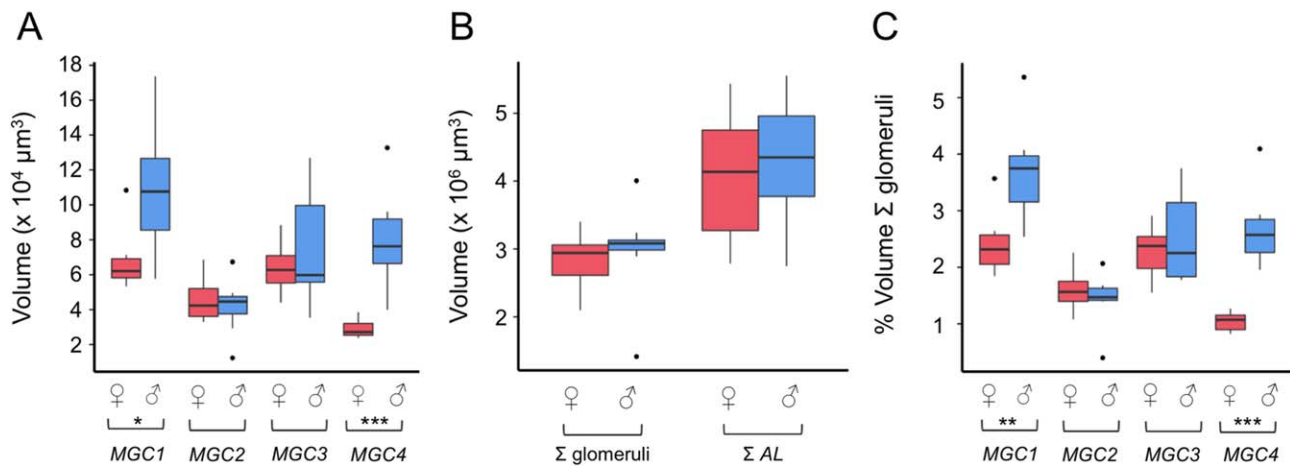 A
Volume (x 10⁴ µm³)
18
16
14
12
10
8
6
4
2
♀ ♂ ♀ ♂ ♀ ♂ ♀ ♂
* ***
MGC1 MGC2 MGC3 MGC4
B
Volume (x 10⁶ µm³)
5
4
3
2
♀ ♂ ♀ ♂
Σ glomeruli Σ AL
C
% Volume Σ glomeruli
5
4
3
2
1
♀ ♂ ♀ ♂ ♀ ♂ ♀ ♂
** ***
MGC1 MGC2 MGC3 MGC4